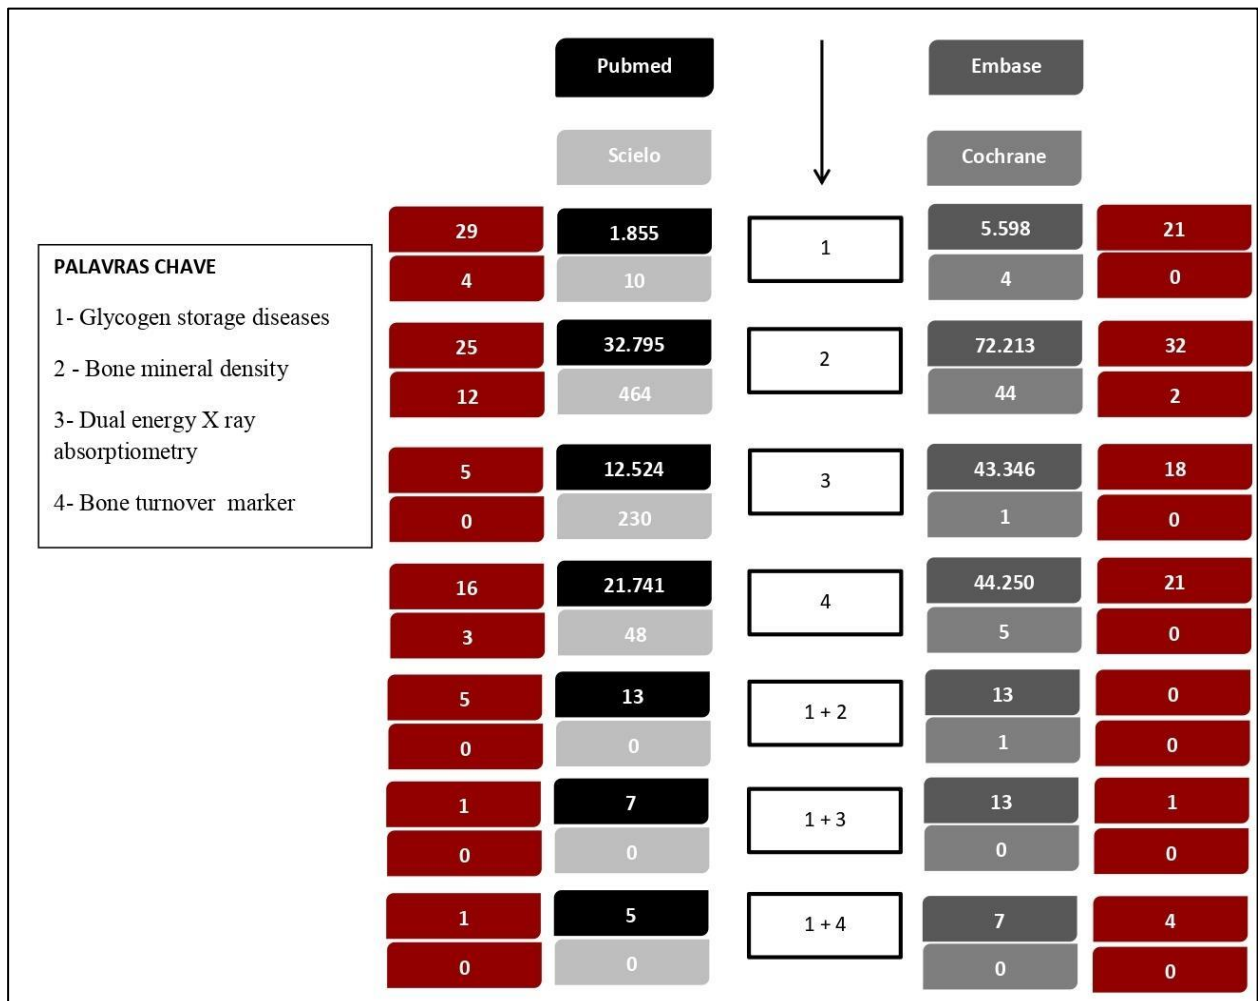 Pubmed
Embase
Scielo
Cochrane
PALAVRAS CHAVE
1- Glycogen storage diseases
2 - Bone mineral density
3- Dual energy X ray
absorptiometry
4- Bone turnover marker
29 1.855 1 5.598 21
4 10 4 0
25 32.795 2 72.213 32
12 464 44 2
5 12.524 3 43.346 18
0 230 1 0
16 21.741 4 44.250 21
3 48 5 0
5 13 1 + 2 13 0
0 0 1 0
1 7 1 + 3 13 1
0 0 0 0
1 5 1 + 4 7 4
0 0 0 0